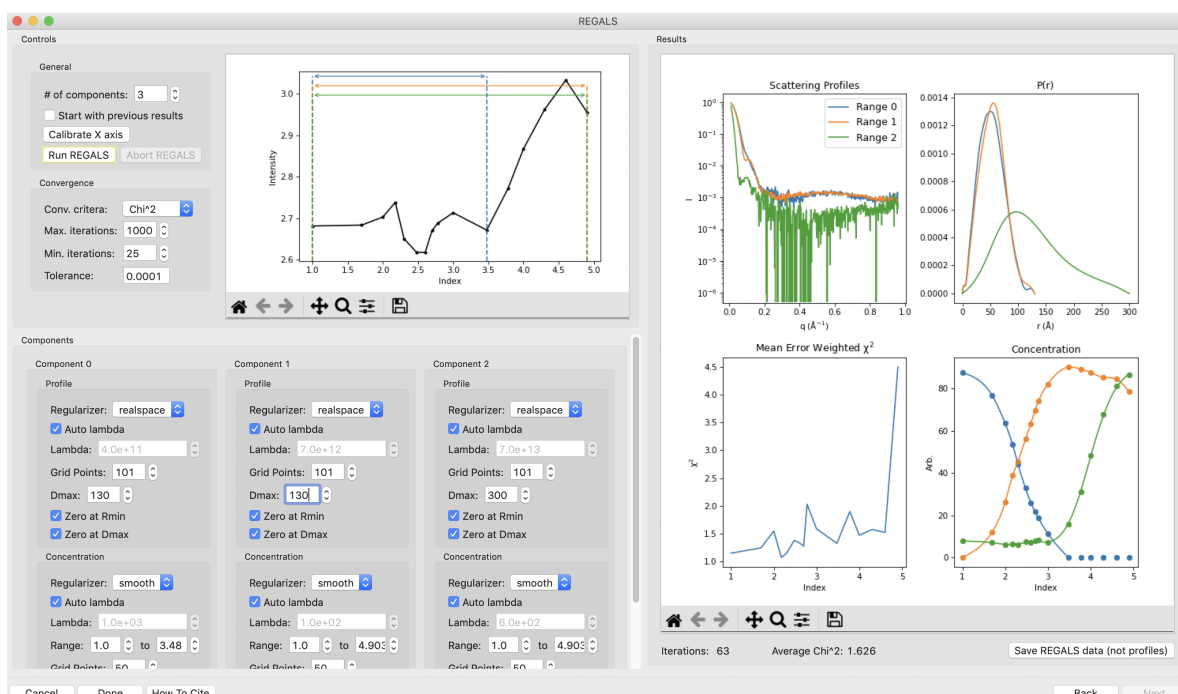 REGALS
Controls
General
# of components: 3
Start with previous results
Calibrate X axis
Run REGALS Abort REGALS
Convergence
Conv. critera: Chi^2
Max. iterations: 1000
Min. iterations: 25
Tolerance: 0.0001
3.0
2.9
2.8
2.7
2.6
Intensity
1.0 1.5 2.0 2.5 3.0 3.5 4.0 4.5 5.0
Index
Components
Component 0
Profile
Regularizer: realspace
Auto lambda
Lambda: 4.0e+11
Grid Points: 101
Dmax: 130
Zero at Rmin
Zero at Dmax
Concentration
Regularizer: smooth
Auto lambda
Lambda: 1.0e+03
Range: 1.0 to 3.48
Grid Points: 50
Component 1
Profile
Regularizer: realspace
Auto lambda
Lambda: 7.0e+12
Grid Points: 101
Dmax: 130
Zero at Rmin
Zero at Dmax
Concentration
Regularizer: smooth
Auto lambda
Lambda: 1.0e+02
Range: 1.0 to 4.903
Grid Points: 50
Component 2
Profile
Regularizer: realspace
Auto lambda
Lambda: 7.0e+13
Grid Points: 101
Dmax: 300
Zero at Rmin
Zero at Dmax
Concentration
Regularizer: smooth
Auto lambda
Lambda: 6.0e+02
Range: 1.0 to 4.903
Grid Points: 50
Results
Scattering Profiles
Range 0
Range 1
Range 2
10⁰
10⁻¹
10⁻²
10⁻³
10⁻⁴
10⁻⁵
10⁻⁶
I
0.0 0.2 0.4 0.6 0.8 1.0
q (Å⁻¹)
P(r)
0.0014
0.0012
0.0010
0.0008
0.0006
0.0004
0.0002
0.0000
0 50 100 150 200 250 300
r (Å)
Mean Error Weighted χ²
4.5
4.0
3.5
3.0
2.5
2.0
1.5
1.0
χ²
1 2 3 4 5
Index
Concentration
80
60
40
20
0
Arb.
1 2 3 4 5
Index
Iterations: 63 Average Chi^2: 1.626 Save REGALS data (not profiles)
Cancel Done How To Cite Back Next